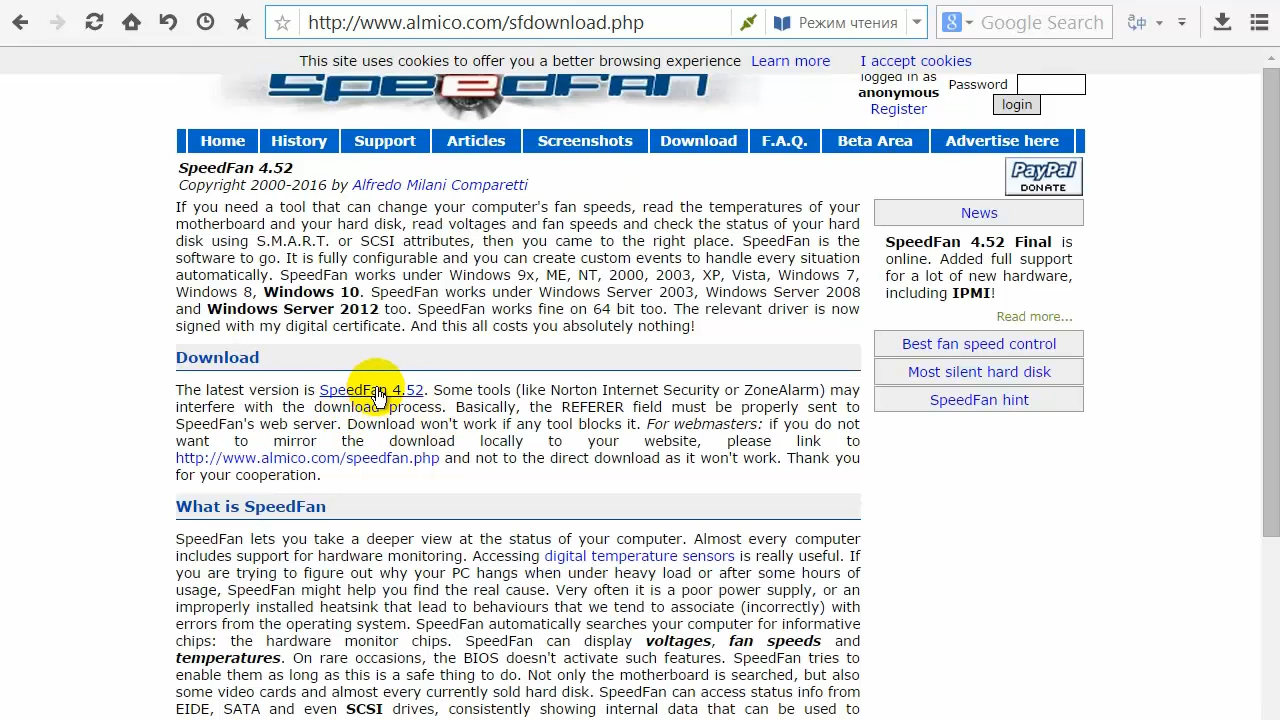 http://www.almico.com/sfdownload.php
Режим чтения
Google Search
This site uses cookies to offer you a better browsing experience Learn more I accept cookies
SPEEDFAN
logged in as
anonymous
Register
Password
login
Home History Support Articles Screenshots Download F.A.Q. Beta Area Advertise here
SpeedFan 4.52
Copyright 2000-2016 by Alfredo Milani Comparetti
If you need a tool that can change your computer's fan speeds, read the temperatures of your
motherboard and your hard disk, read voltages and fan speeds and check the status of your hard
disk using S.M.A.R.T. or SCSI attributes, then you came to the right place. SpeedFan is the
software to go. It is fully configurable and you can create custom events to handle every situation
automatically. SpeedFan works under Windows 9x, ME, NT, 2000, 2003, XP, Vista, Windows 7,
Windows 8, Windows 10. SpeedFan works under Windows Server 2003, Windows Server 2008
and Windows Server 2012 too. SpeedFan works fine on 64 bit too. The relevant driver is now
signed with my digital certificate. And this all costs you absolutely nothing!
Download
The latest version is SpeedFan 4.52. Some tools (like Norton Internet Security or ZoneAlarm) may
interfere with the download process. Basically, the REFERER field must be properly sent to
SpeedFan's web server. Download won't work if any tool blocks it. For webmasters: if you do not
want to mirror the download locally to your website, please link to
http://www.almico.com/speedfan.php and not to the direct download as it won't work. Thank you
for your cooperation.
What is SpeedFan
SpeedFan lets you take a deeper view at the status of your computer. Almost every computer
includes support for hardware monitoring. Accessing digital temperature sensors is really useful. If
you are trying to figure out why your PC hangs when under heavy load or after some hours of
usage, SpeedFan might help you find the real cause. Very often it is a poor power supply, or an
improperly installed heatsink that lead to behaviours that we tend to associate (incorrectly) with
errors from the operating system. SpeedFan automatically searches your computer for informative
chips: the hardware monitor chips. SpeedFan can display voltages, fan speeds and
temperatures. On rare occasions, the BIOS doesn't activate such features. SpeedFan tries to
enable them as long as this is a safe thing to do. Not only the motherboard is searched, but also
some video cards and almost every currently sold hard disk. SpeedFan can access status info from
EIDE, SATA and even SCSI drives, consistently showing internal data that can be used to
PayPal
DONATE
News
SpeedFan 4.52 Final is
online. Added full support
for a lot of new hardware,
including IPMI!
Read more...
Best fan speed control
Most silent hard disk
SpeedFan hint